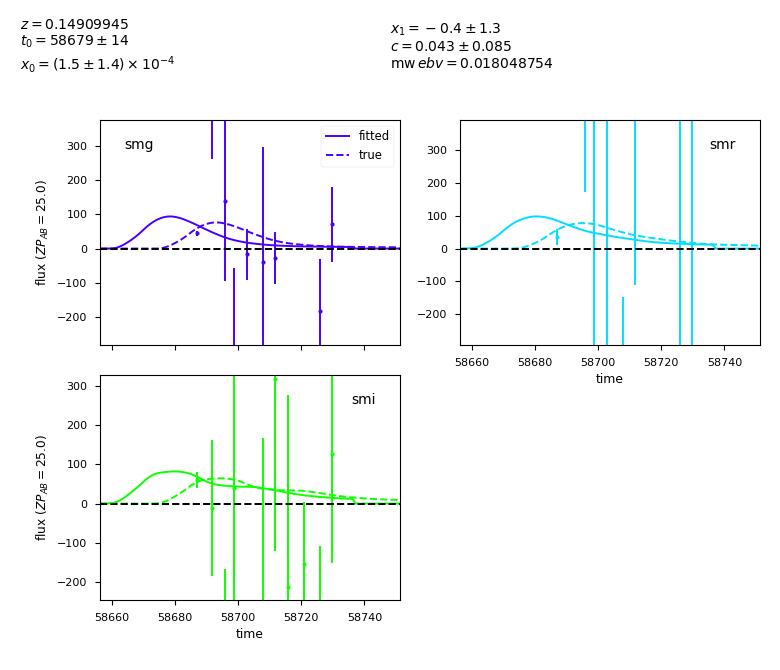 z = 0.14909945
t₀ = 58679 ± 14
x₀ = (1.5 ± 1.4) × 10⁻⁴
x₁ = −0.4 ± 1.3
c = 0.043 ± 0.085
mw ebv = 0.018048754
smg
fitted
true
flux (ZP_AB = 25.0)
300
200
100
0
−100
−200
smr
300
200
100
0
−100
−200
58660 58680 58700 58720 58740
time
smi
flux (ZP_AB = 25.0)
300
200
100
0
−100
−200
58660 58680 58700 58720 58740
time